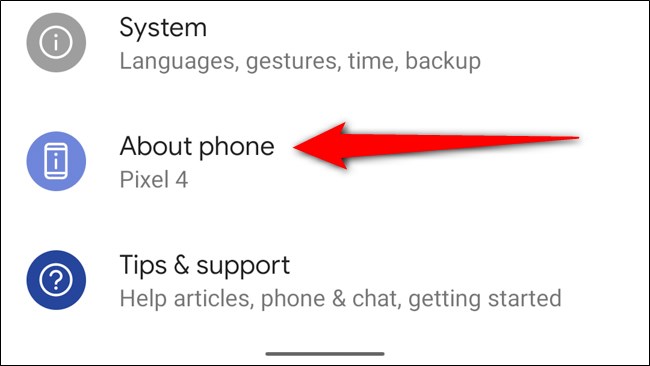 System
Languages, gestures, time, backup
About phone
Pixel 4
Tips & support
Help articles, phone & chat, getting started